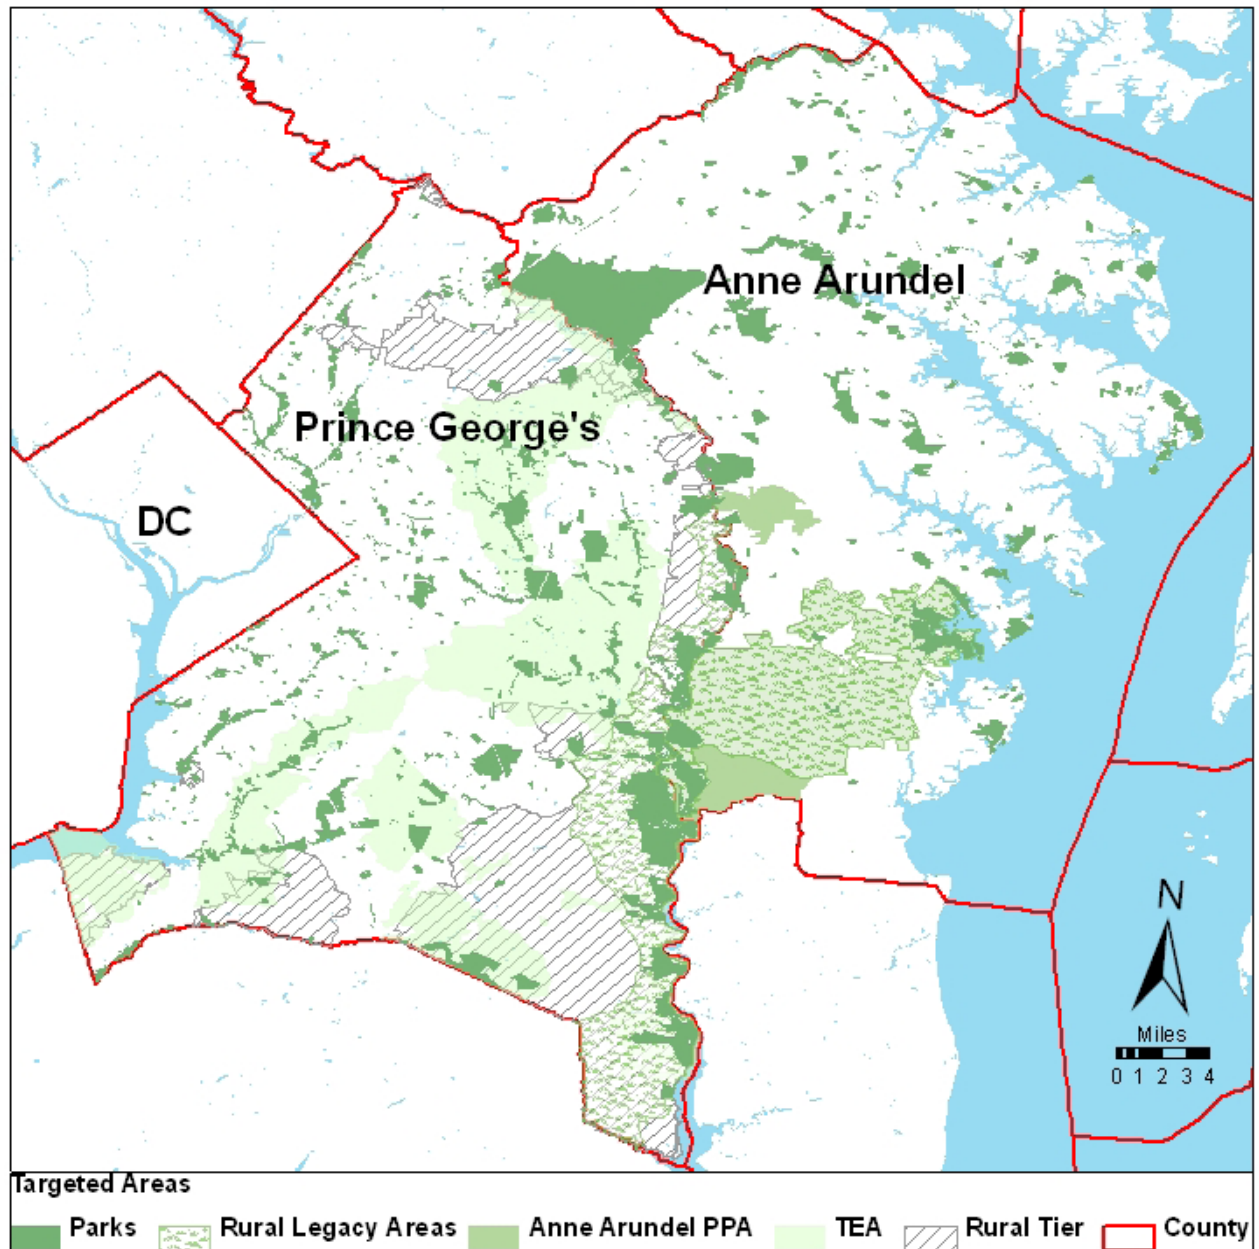 Anne Arundel
Prince George's
DC
N
Miles
0 1 2 3 4
Targeted Areas
Parks Rural Legacy Areas Anne Arundel PPA TEA Rural Tier County